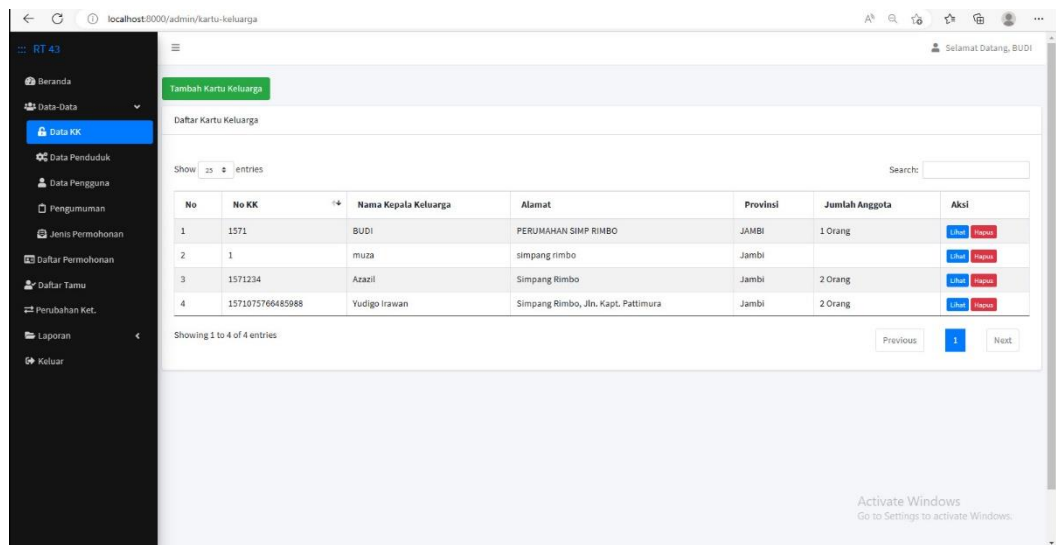 localhost:8000/admin/kartu-keluarga
RT 43
Selamat Datang, BUDI
Beranda
Data-Data
Data KK
Data Penduduk
Data Pengguna
Pengumuman
Jenis Permohonan
Daftar Permohonan
Daftar Tamu
Perubahan Ket.
Laporan
Keluar
Tambah Kartu Keluarga
Daftar Kartu Keluarga
Show 25 entries
Search:
No No KK Nama Kepala Keluarga Alamat Provinsi Jumlah Anggota Aksi
1 1571 BUDI PERUMAHAN SIMP RIMBO JAMBI 1 Orang Lihat Hapus
2 1 muza simpang rimbo Jambi Lihat Hapus
3 1571234 Azazil Simpang Rimbo Jambi 2 Orang Lihat Hapus
4 1571075766485988 Yudigo Irawan Simpang Rimbo, Jln. Kapt. Pattimura Jambi 2 Orang Lihat Hapus
Showing 1 to 4 of 4 entries
Previous 1 Next
Activate Windows
Go to Settings to activate Windows.